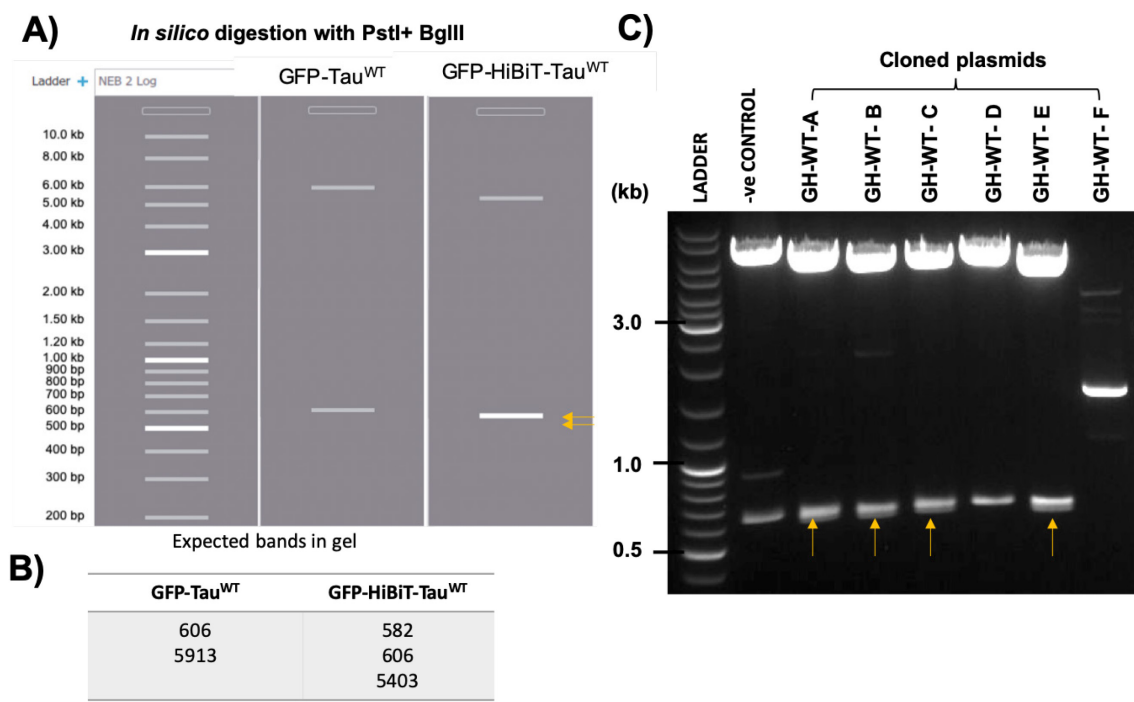 A)
In silico digestion with PstI+ BglII
Ladder + NEB 2 Log
GFP-Tau^WT
GFP-HiBiT-Tau^WT
10.0 kb
8.00 kb
6.00 kb
5.00 kb
4.00 kb
3.00 kb
2.00 kb
1.50 kb
1.20 kb
1.00 kb
900 bp
800 bp
700 bp
600 bp
500 bp
400 bp
300 bp
200 bp
Expected bands in gel
B)
GFP-Tau^WT GFP-HiBiT-Tau^WT
606 582
5913 606
5403
C)
Cloned plasmids
(kb)
LADDER
-ve CONTROL
GH-WT-A
GH-WT- B
GH-WT- C
GH-WT- D
GH-WT- E
GH-WT- F
3.0
1.0
0.5